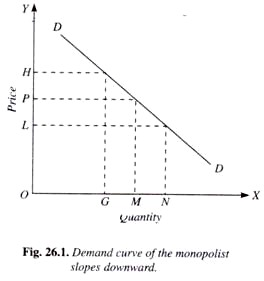 Y
D
H
P
L
Price
D
O
G M N
X
Quantity
Fig. 26.1. Demand curve of the monopolist
slopes downward.